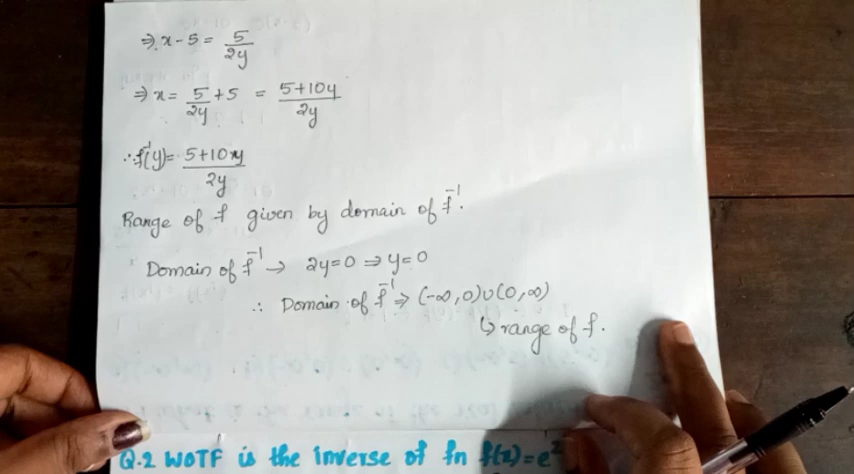 ⇒ x - 5 = 5/2y
⇒ x = 5/2y + 5 = 5+10y/2y
∴ f⁻¹(y) = 5+10y/2y
Range of f given by domain of f⁻¹.
Domain of f⁻¹ → 2y=0 ⇒ y=0
∴ Domain of f⁻¹ ⇒ (-∞,0)∪(0,∞)
↳ range of f.
Q.2 WOTF is the inverse of fn f(x)=e